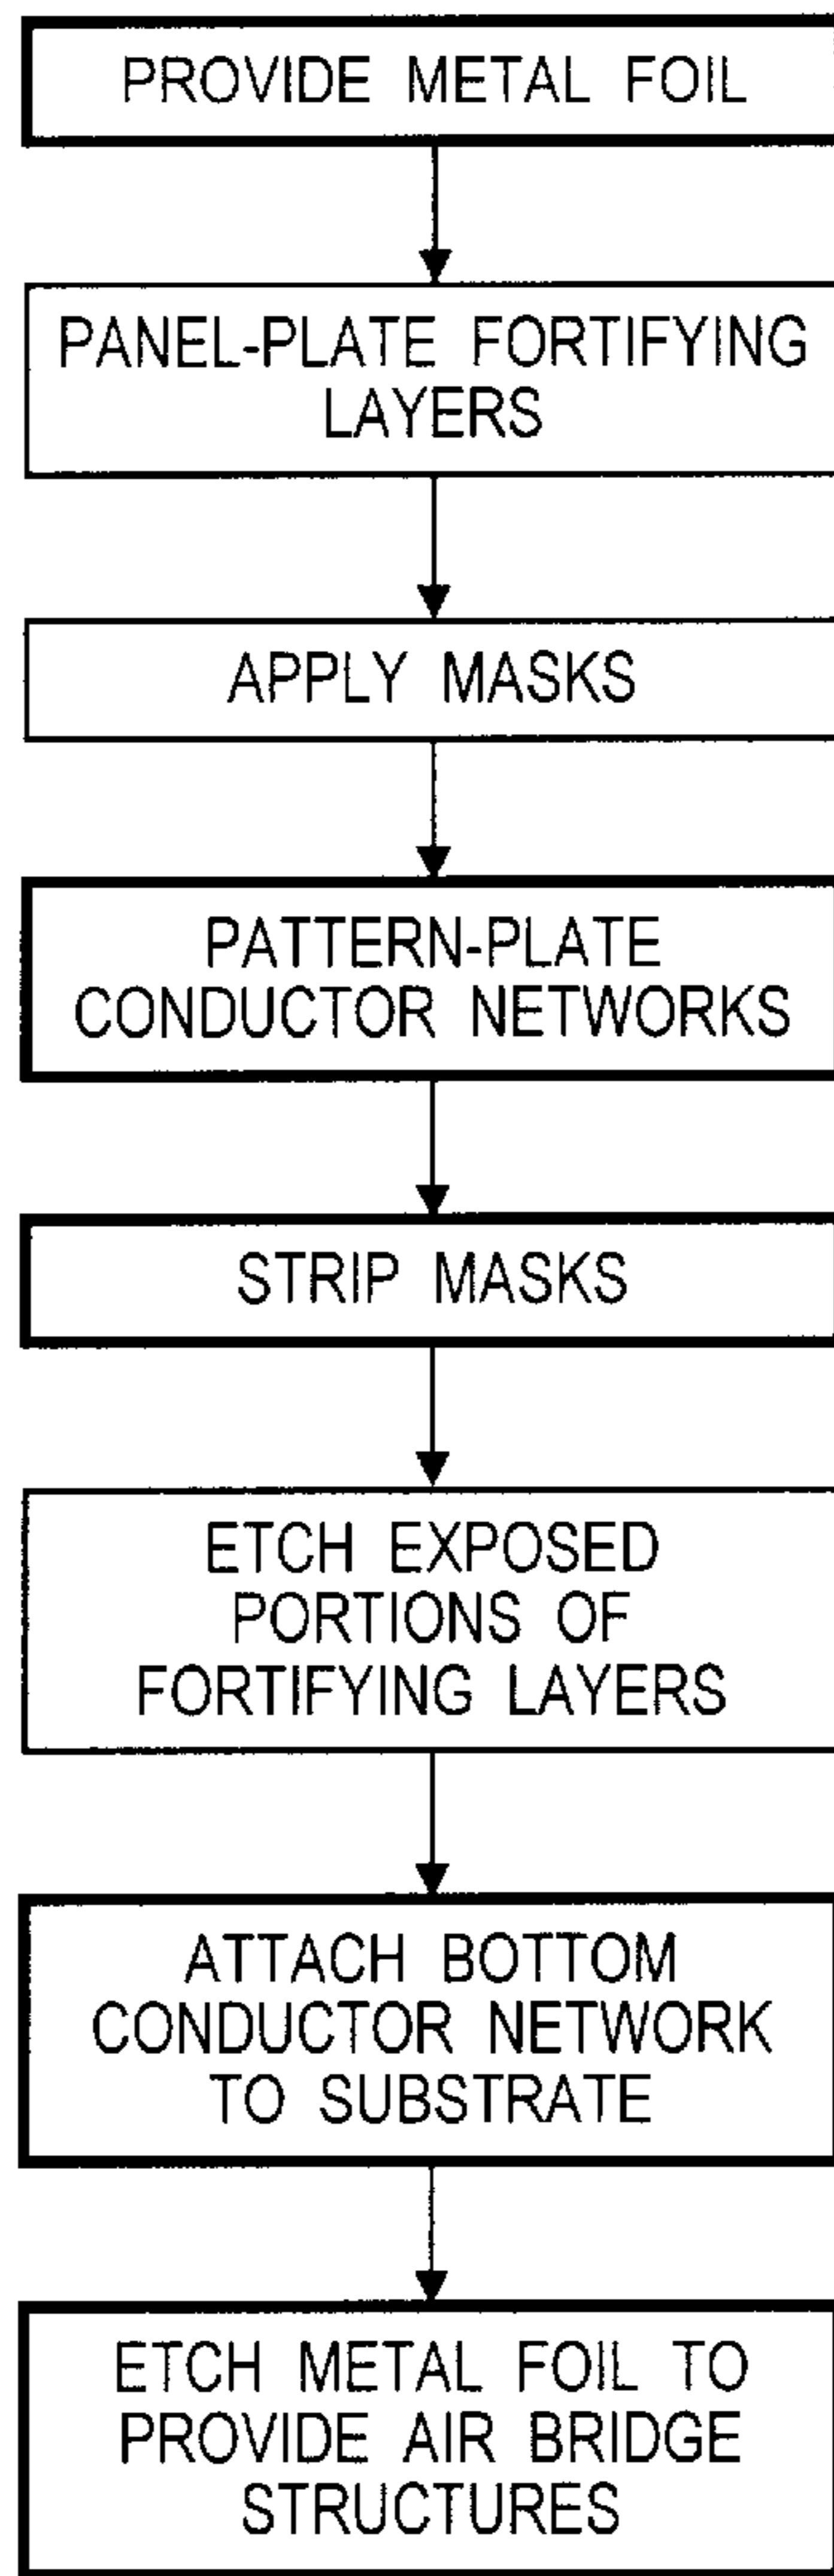 PROVIDE METAL FOIL
PANEL-PLATE FORTIFYING
LAYERS
APPLY MASKS
PATTERN-PLATE
CONDUCTOR NETWORKS
STRIP MASKS
ETCH EXPOSED
PORTIONS OF
FORTIFYING LAYERS
ATTACH BOTTOM
CONDUCTOR NETWORK
TO SUBSTRATE
ETCH METAL FOIL TO
PROVIDE AIR BRIDGE
STRUCTURES